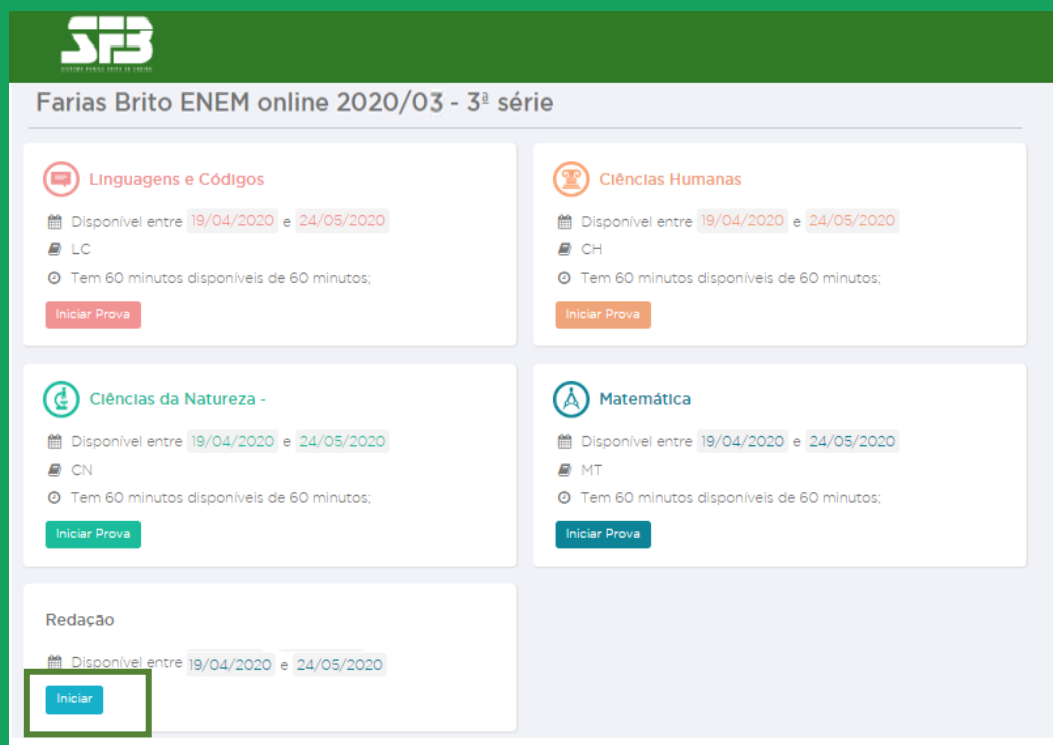 SFB
SISTEMA FARIAS BRITO DE ENSINO
Farias Brito ENEM online 2020/03 - 3ª série
Linguagens e Códigos
Disponível entre 19/04/2020 e 24/05/2020
LC
Tem 60 minutos disponíveis de 60 minutos;
Iniciar Prova
Ciências Humanas
Disponível entre 19/04/2020 e 24/05/2020
CH
Tem 60 minutos disponíveis de 60 minutos;
Iniciar Prova
Ciências da Natureza -
Disponível entre 19/04/2020 e 24/05/2020
CN
Tem 60 minutos disponíveis de 60 minutos;
Iniciar Prova
Matemática
Disponível entre 19/04/2020 e 24/05/2020
MT
Tem 60 minutos disponíveis de 60 minutos;
Iniciar Prova
Redação
Disponível entre 19/04/2020 e 24/05/2020
Iniciar